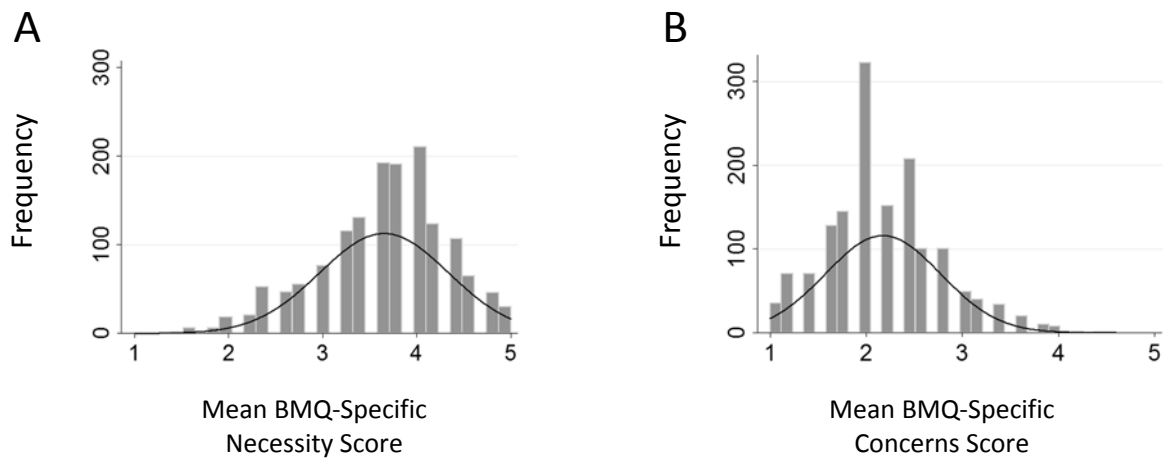 A
Frequency
0
100
200
300
1 2 3 4 5
Mean BMQ-Specific
Necessity Score
B
Frequency
0
100
200
300
1 2 3 4 5
Mean BMQ-Specific
Concerns Score